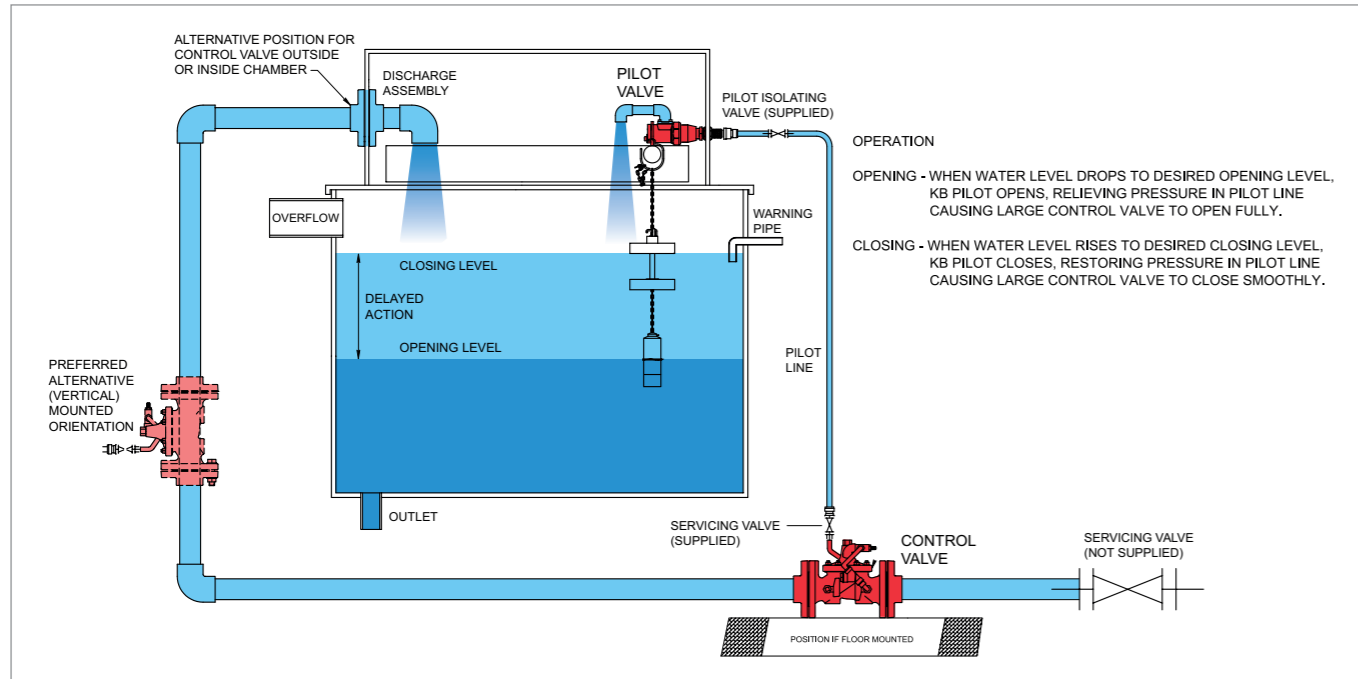 ALTERNATIVE POSITION FOR
CONTROL VALVE OUTSIDE
OR INSIDE CHAMBER
DISCHARGE
ASSEMBLY
PILOT
VALVE
PILOT ISOLATING
VALVE (SUPPLIED)
OPERATION
OPENING - WHEN WATER LEVEL DROPS TO DESIRED OPENING LEVEL,
KB PILOT OPENS, RELIEVING PRESSURE IN PILOT LINE
CAUSING LARGE CONTROL VALVE TO OPEN FULLY.
CLOSING - WHEN WATER LEVEL RISES TO DESIRED CLOSING LEVEL,
KB PILOT CLOSES, RESTORING PRESSURE IN PILOT LINE
CAUSING LARGE CONTROL VALVE TO CLOSE SMOOTHLY.
OVERFLOW
WARNING
PIPE
CLOSING LEVEL
DELAYED
ACTION
OPENING LEVEL
PILOT
LINE
PREFERRED
ALTERNATIVE
(VERTICAL)
MOUNTED
ORIENTATION
OUTLET
SERVICING VALVE
(SUPPLIED)
CONTROL
VALVE
SERVICING VALVE
(NOT SUPPLIED)
POSITION IF FLOOR MOUNTED